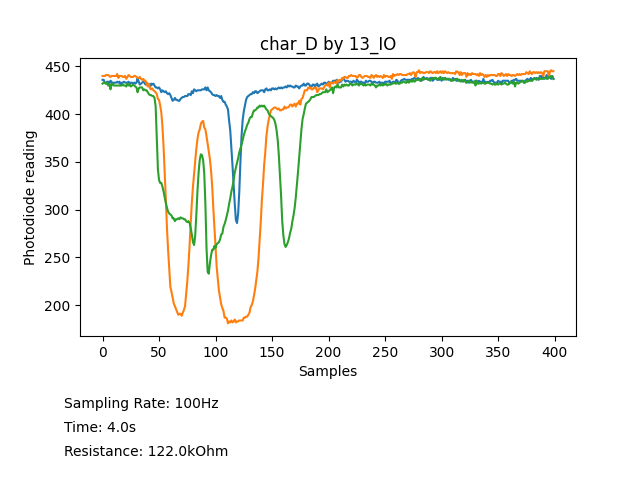 char_D by 13_IO
450
400
350
300
250
200
Photodiode reading
0 50 100 150 200 250 300 350 400
Samples
Sampling Rate: 100Hz
Time: 4.0s
Resistance: 122.0kOhm